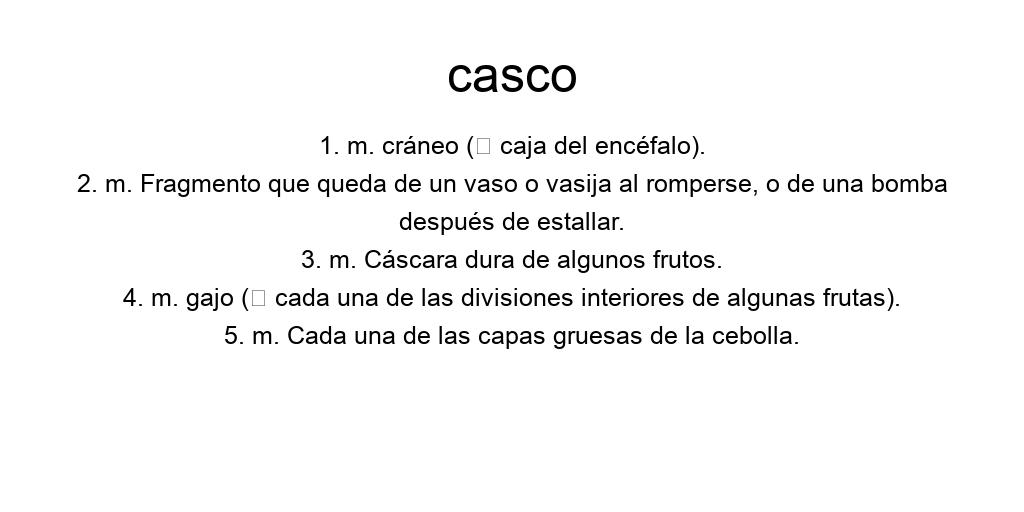 casco
1. m. cráneo (□ caja del encéfalo).
2. m. Fragmento que queda de un vaso o vasija al romperse, o de una bomba
después de estallar.
3. m. Cáscara dura de algunos frutos.
4. m. gajo (□ cada una de las divisiones interiores de algunas frutas).
5. m. Cada una de las capas gruesas de la cebolla.